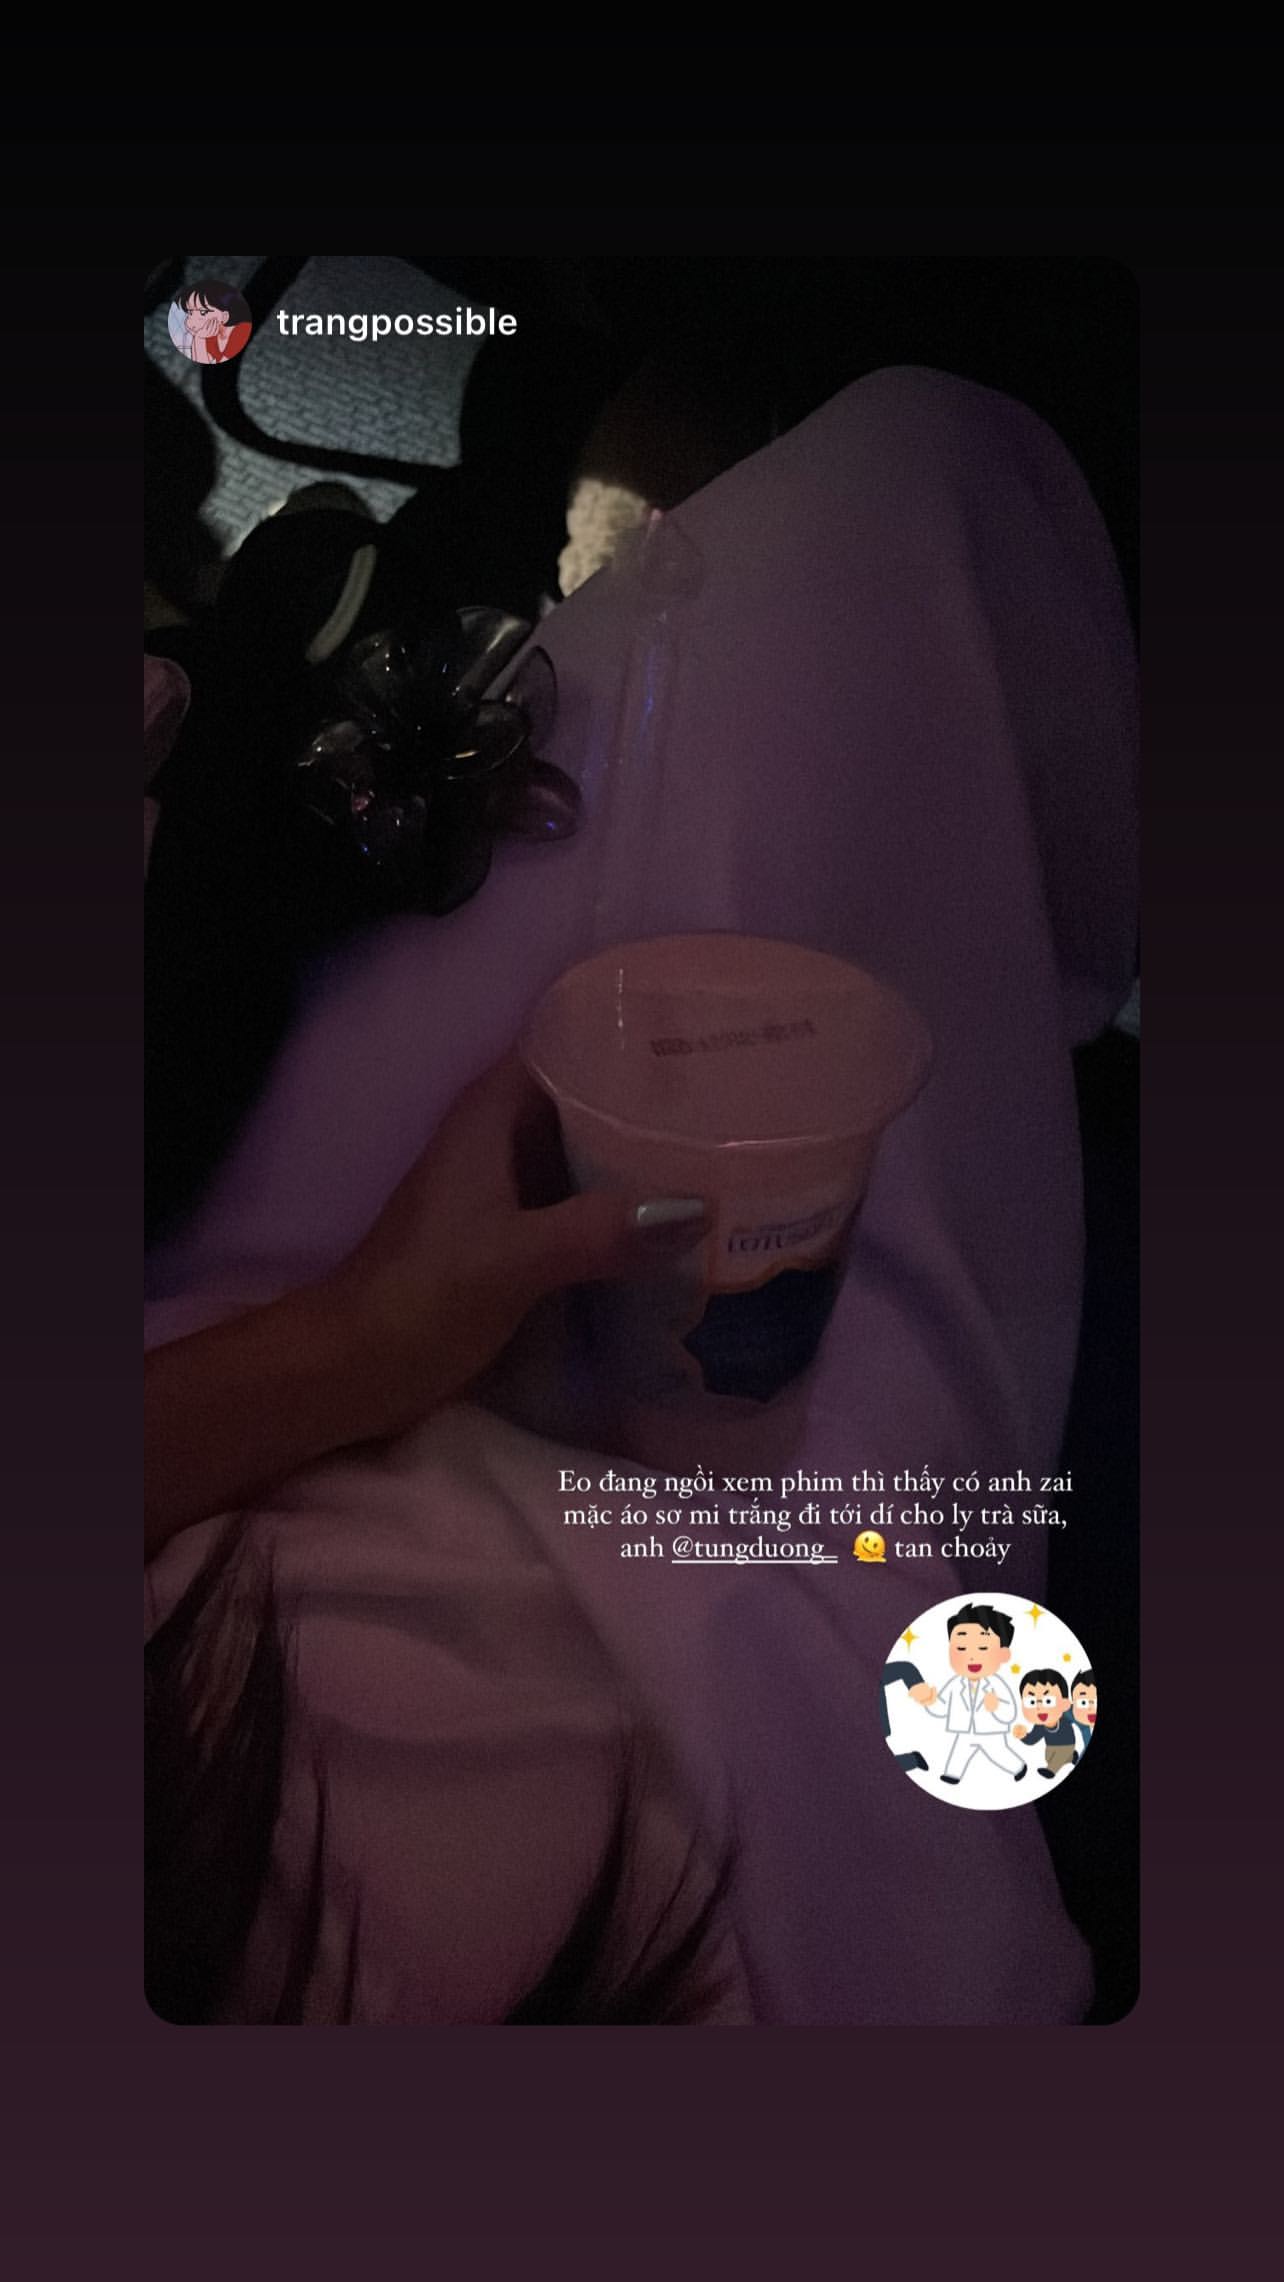 trangpossible
Eo đang ngồi xem phim thì thấy có anh zai
mặc áo sơ mi trắng đi tới dí cho ly trà sữa,
anh @tungduong_ 🫠 tan choảy